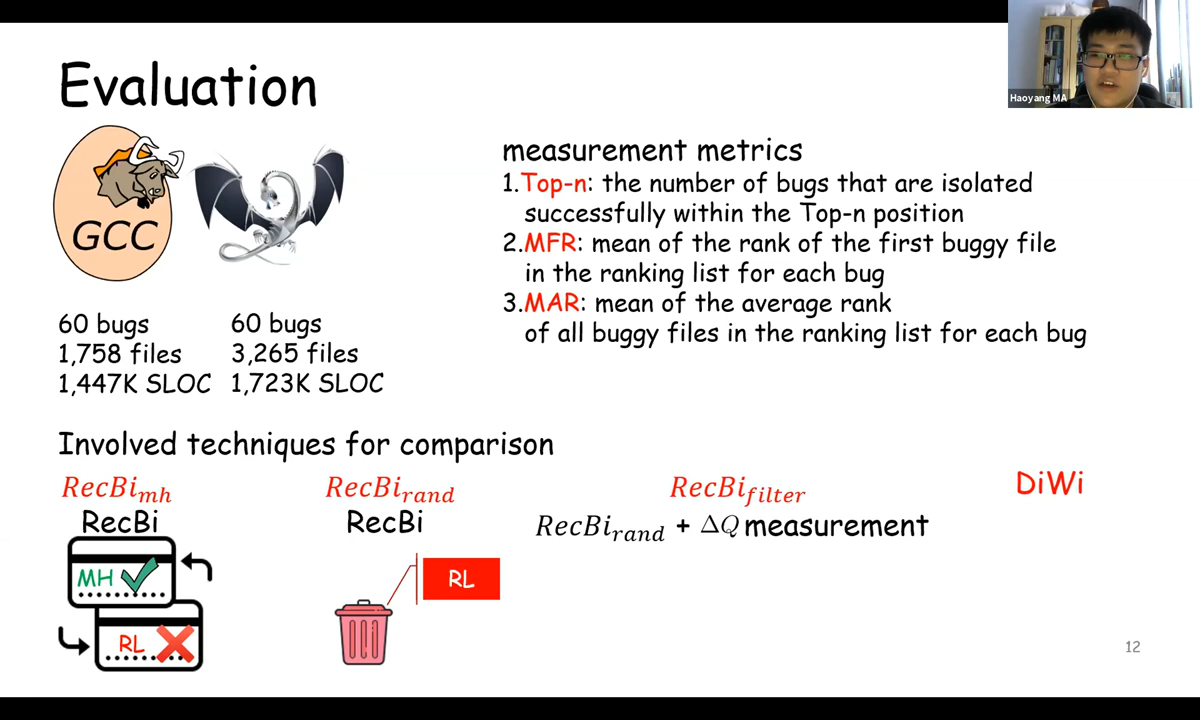 Evaluation
Haoyang MA
GCC
60 bugs
1,758 files
1,447K SLOC
60 bugs
3,265 files
1,723K SLOC
measurement metrics
1.Top-n: the number of bugs that are isolated
successfully within the Top-n position
2.MFR: mean of the rank of the first buggy file
in the ranking list for each bug
3.MAR: mean of the average rank
of all buggy files in the ranking list for each bug
Involved techniques for comparison
RecBi_mh
RecBi
MH
RL
RecBi_rand
RecBi
RL
RecBi_filter
RecBi_rand + ΔQ measurement
DiWi
12